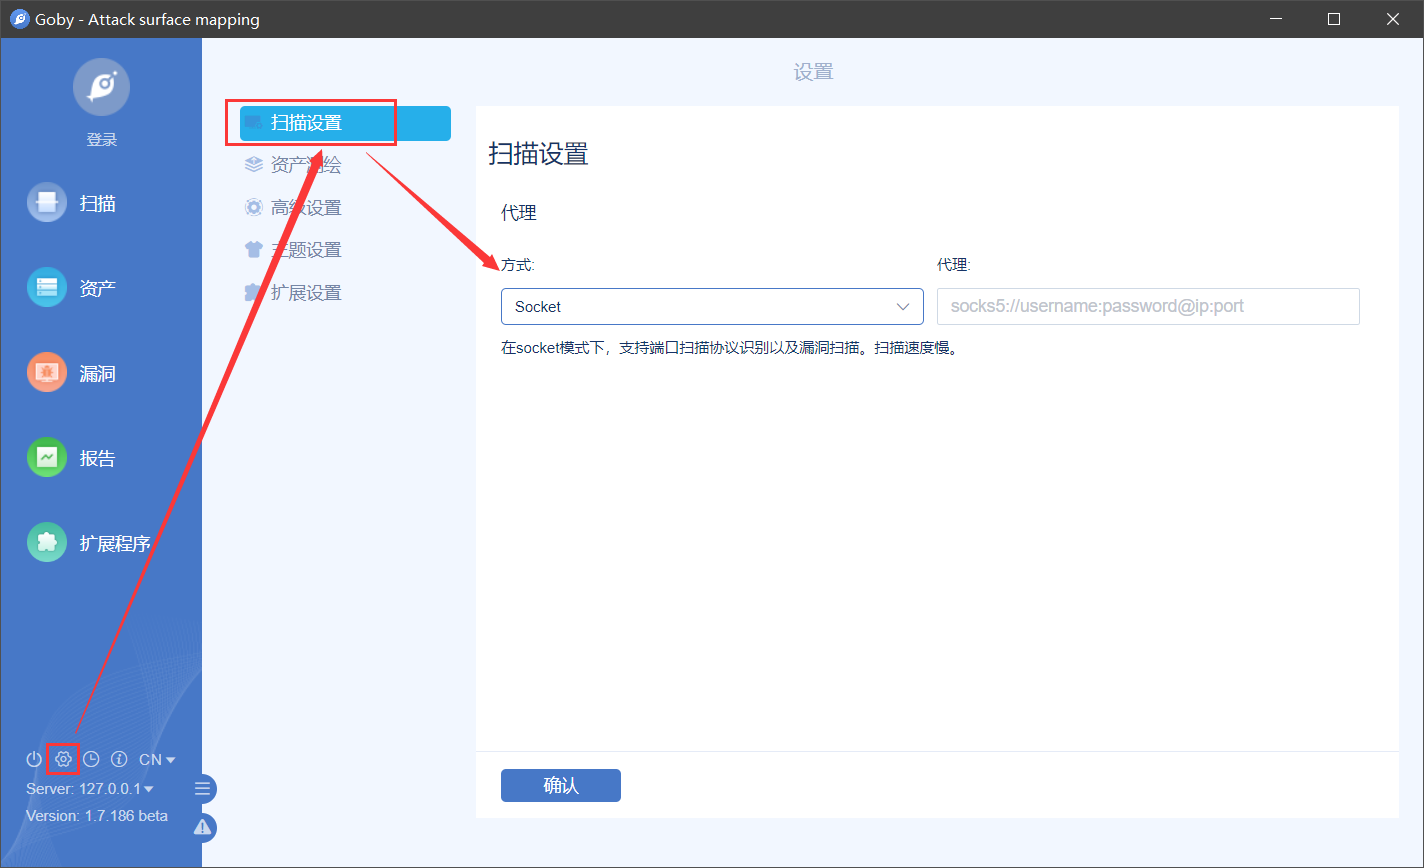 Goby - Attack surface mapping
登录
扫描
资产
漏洞
报告
扩展程序
CN
Server: 127.0.0.1
Version: 1.7.186 beta
设置
扫描设置
资产测绘
高级设置
主题设置
扩展设置
扫描设置
代理
方式:
代理:
Socket
socks5://username:password@ip:port
在socket模式下，支持端口扫描协议识别以及漏洞扫描。扫描速度慢。
确认